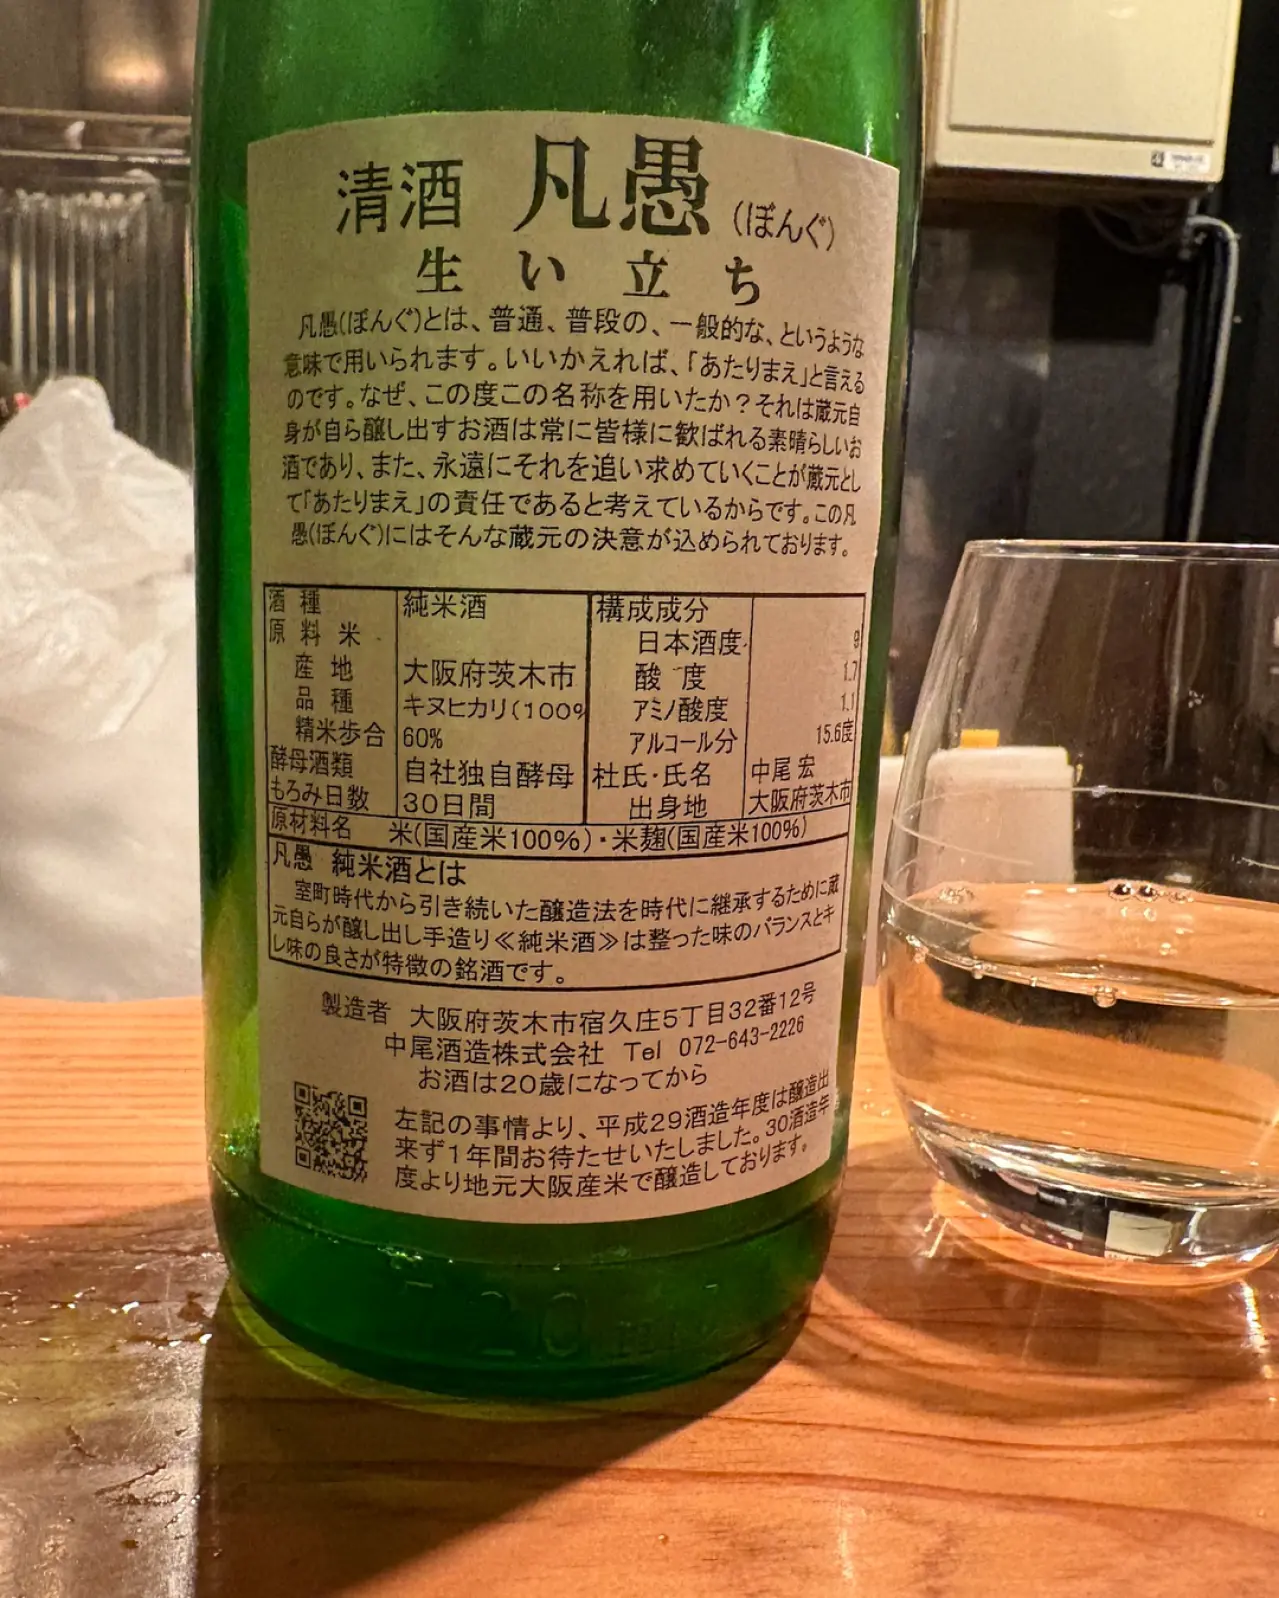 清酒 凡愚(ぼんぐ)
生い立ち
凡愚(ぼんぐ)とは、普通、普段の、一般的な、というような
意味で用いられます。いいかえれば、「あたりまえ」と言える
のです。なぜ、この度この名称を用いたか?それは蔵元自
身が自ら醸し出すお酒は常に皆様に歓ばれる素晴らしいお
酒であり、また、永遠にそれを追い求めていくことが蔵元とし
て「あたりまえ」の責任であると考えているからです。この凡
愚(ぼんぐ)にはそんな蔵元の決意が込められております。
酒種 純米酒 構成成分
原料米 日本酒度 9
産地 大阪府茨木市 酸度 1.7
品種 キヌヒカリ(100% アミノ酸度 1.1
精米歩合 60% アルコール分 15.6度
酵母酒類 自社独自酵母 杜氏・氏名 中尾 宏
もろみ日数 30日間 出身地 大阪府茨木市
原材料名 米(国産米100%)・米麹(国産米100%)
凡愚 純米酒とは
室町時代から引き続いた醸造法を時代に継承するために蔵
元自らが醸し出し手造り≪純米酒≫は整った味のバランスとキ
レ味の良さが特徴の銘酒です。
製造者 大阪府茨木市宿久庄5丁目32番12号
中尾酒造株式会社 Tel 072-643-2226
お酒は20歳になってから
左記の事情より、平成29酒造年度は醸造出
来ず1年間お待たせいたしました。30酒造年
度より地元大阪産米で醸造しております。